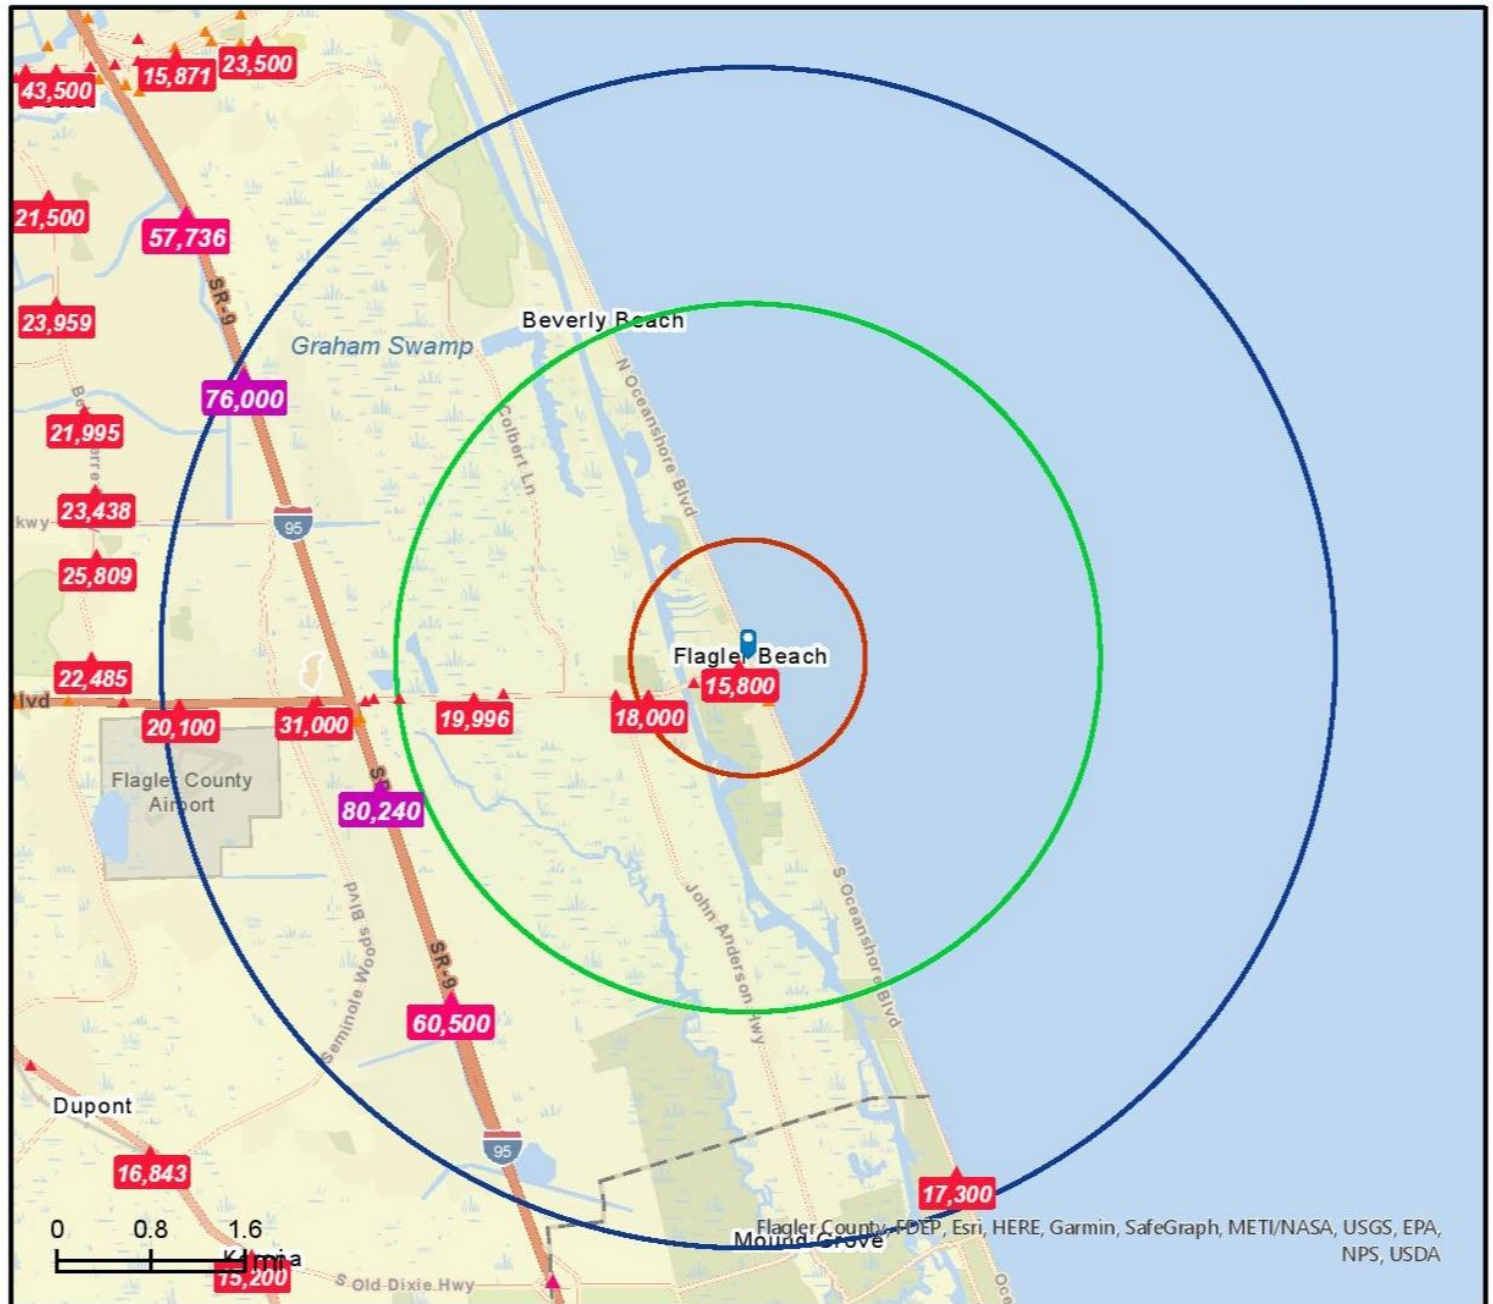 23,500
15,871
43,500
21,500
57,736
SR-9
23,959
Beverly Beach
Graham Swamp
N Oceanshore Blvd
76,000
21,995
Colbert Ln
23,438
kwy
95
25,809
Flagler Beach
22,485
15,800
lvd
20,100
31,000
19,996
18,000
Flagler County
Airport
80,240
S Oceanshore Blvd
John Anderson Hwy
Seminole Woods Blvd
SR-9
60,500
Dupont
95
16,843
17,300
0 0.8 1.6
Flagler County, FDEP, Esri, HERE, Garmin, SafeGraph, METI/NASA, USGS, EPA,
NPS, USDA
Mound Grove
15,200
S Old Dixie Hwy